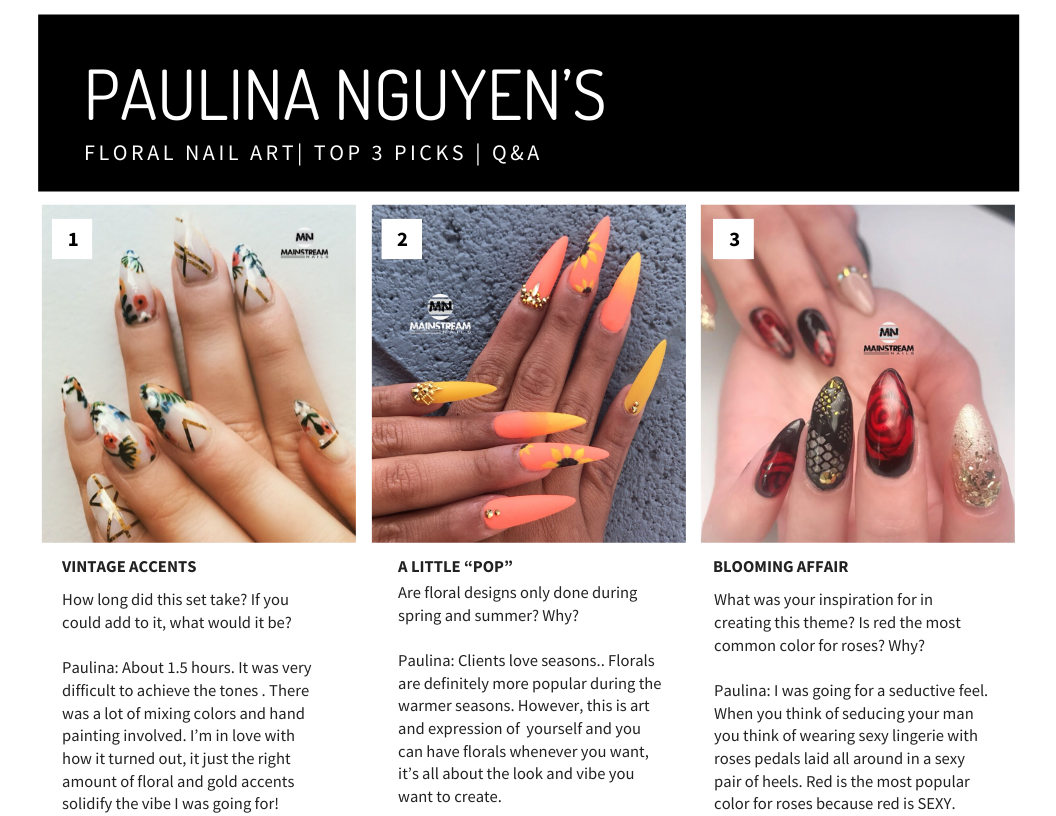 PAULINA NGUYEN'S
FLORAL NAIL ART| TOP 3 PICKS | Q&A
1
MN
MAINSTREAM
NAILS
2
MN
MAINSTREAM
NAILS
3
MN
MAINSTREAM
NAILS
VINTAGE ACCENTS
How long did this set take? If you
could add to it, what would it be?
Paulina: About 1.5 hours. It was very
difficult to achieve the tones . There
was a lot of mixing colors and hand
painting involved. I'm in love with
how it turned out, it just the right
amount of floral and gold accents
solidify the vibe I was going for!
A LITTLE “POP”
Are floral designs only done during
spring and summer? Why?
Paulina: Clients love seasons.. Florals
are definitely more popular during the
warmer seasons. However, this is art
and expression of yourself and you
can have florals whenever you want,
it's all about the look and vibe you
want to create.
BLOOMING AFFAIR
What was your inspiration for in
creating this theme? Is red the most
common color for roses? Why?
Paulina: I was going for a seductive feel.
When you think of seducing your man
you think of wearing sexy lingerie with
roses pedals laid all around in a sexy
pair of heels. Red is the most popular
color for roses because red is SEXY.